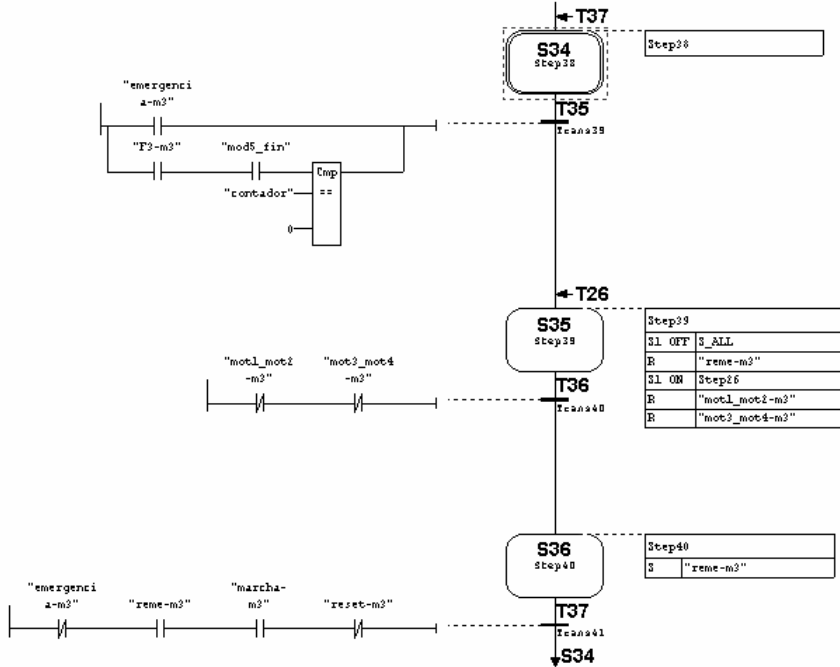 T37
S34
Step38
Step38
"emergenci
a-m3"
T35
Trans39
"F3-m3"
"mod5_fin"
Cmp
"contador"
==
0
T26
S35
Step39
Step39
S1 OFF S_ALL
R "reme-m3"
S1 ON Step26
R "mot1_mot2-m3"
R "mot3_mot4-m3"
"mot1_mot2
-m3"
"mot3_mot4
-m3"
T36
Trans40
S36
Step40
Step40
S "reme-m3"
"emergenci
a-m3"
"reme-m3"
"marcha-
m3"
"reset-m3"
T37
Trans41
S34